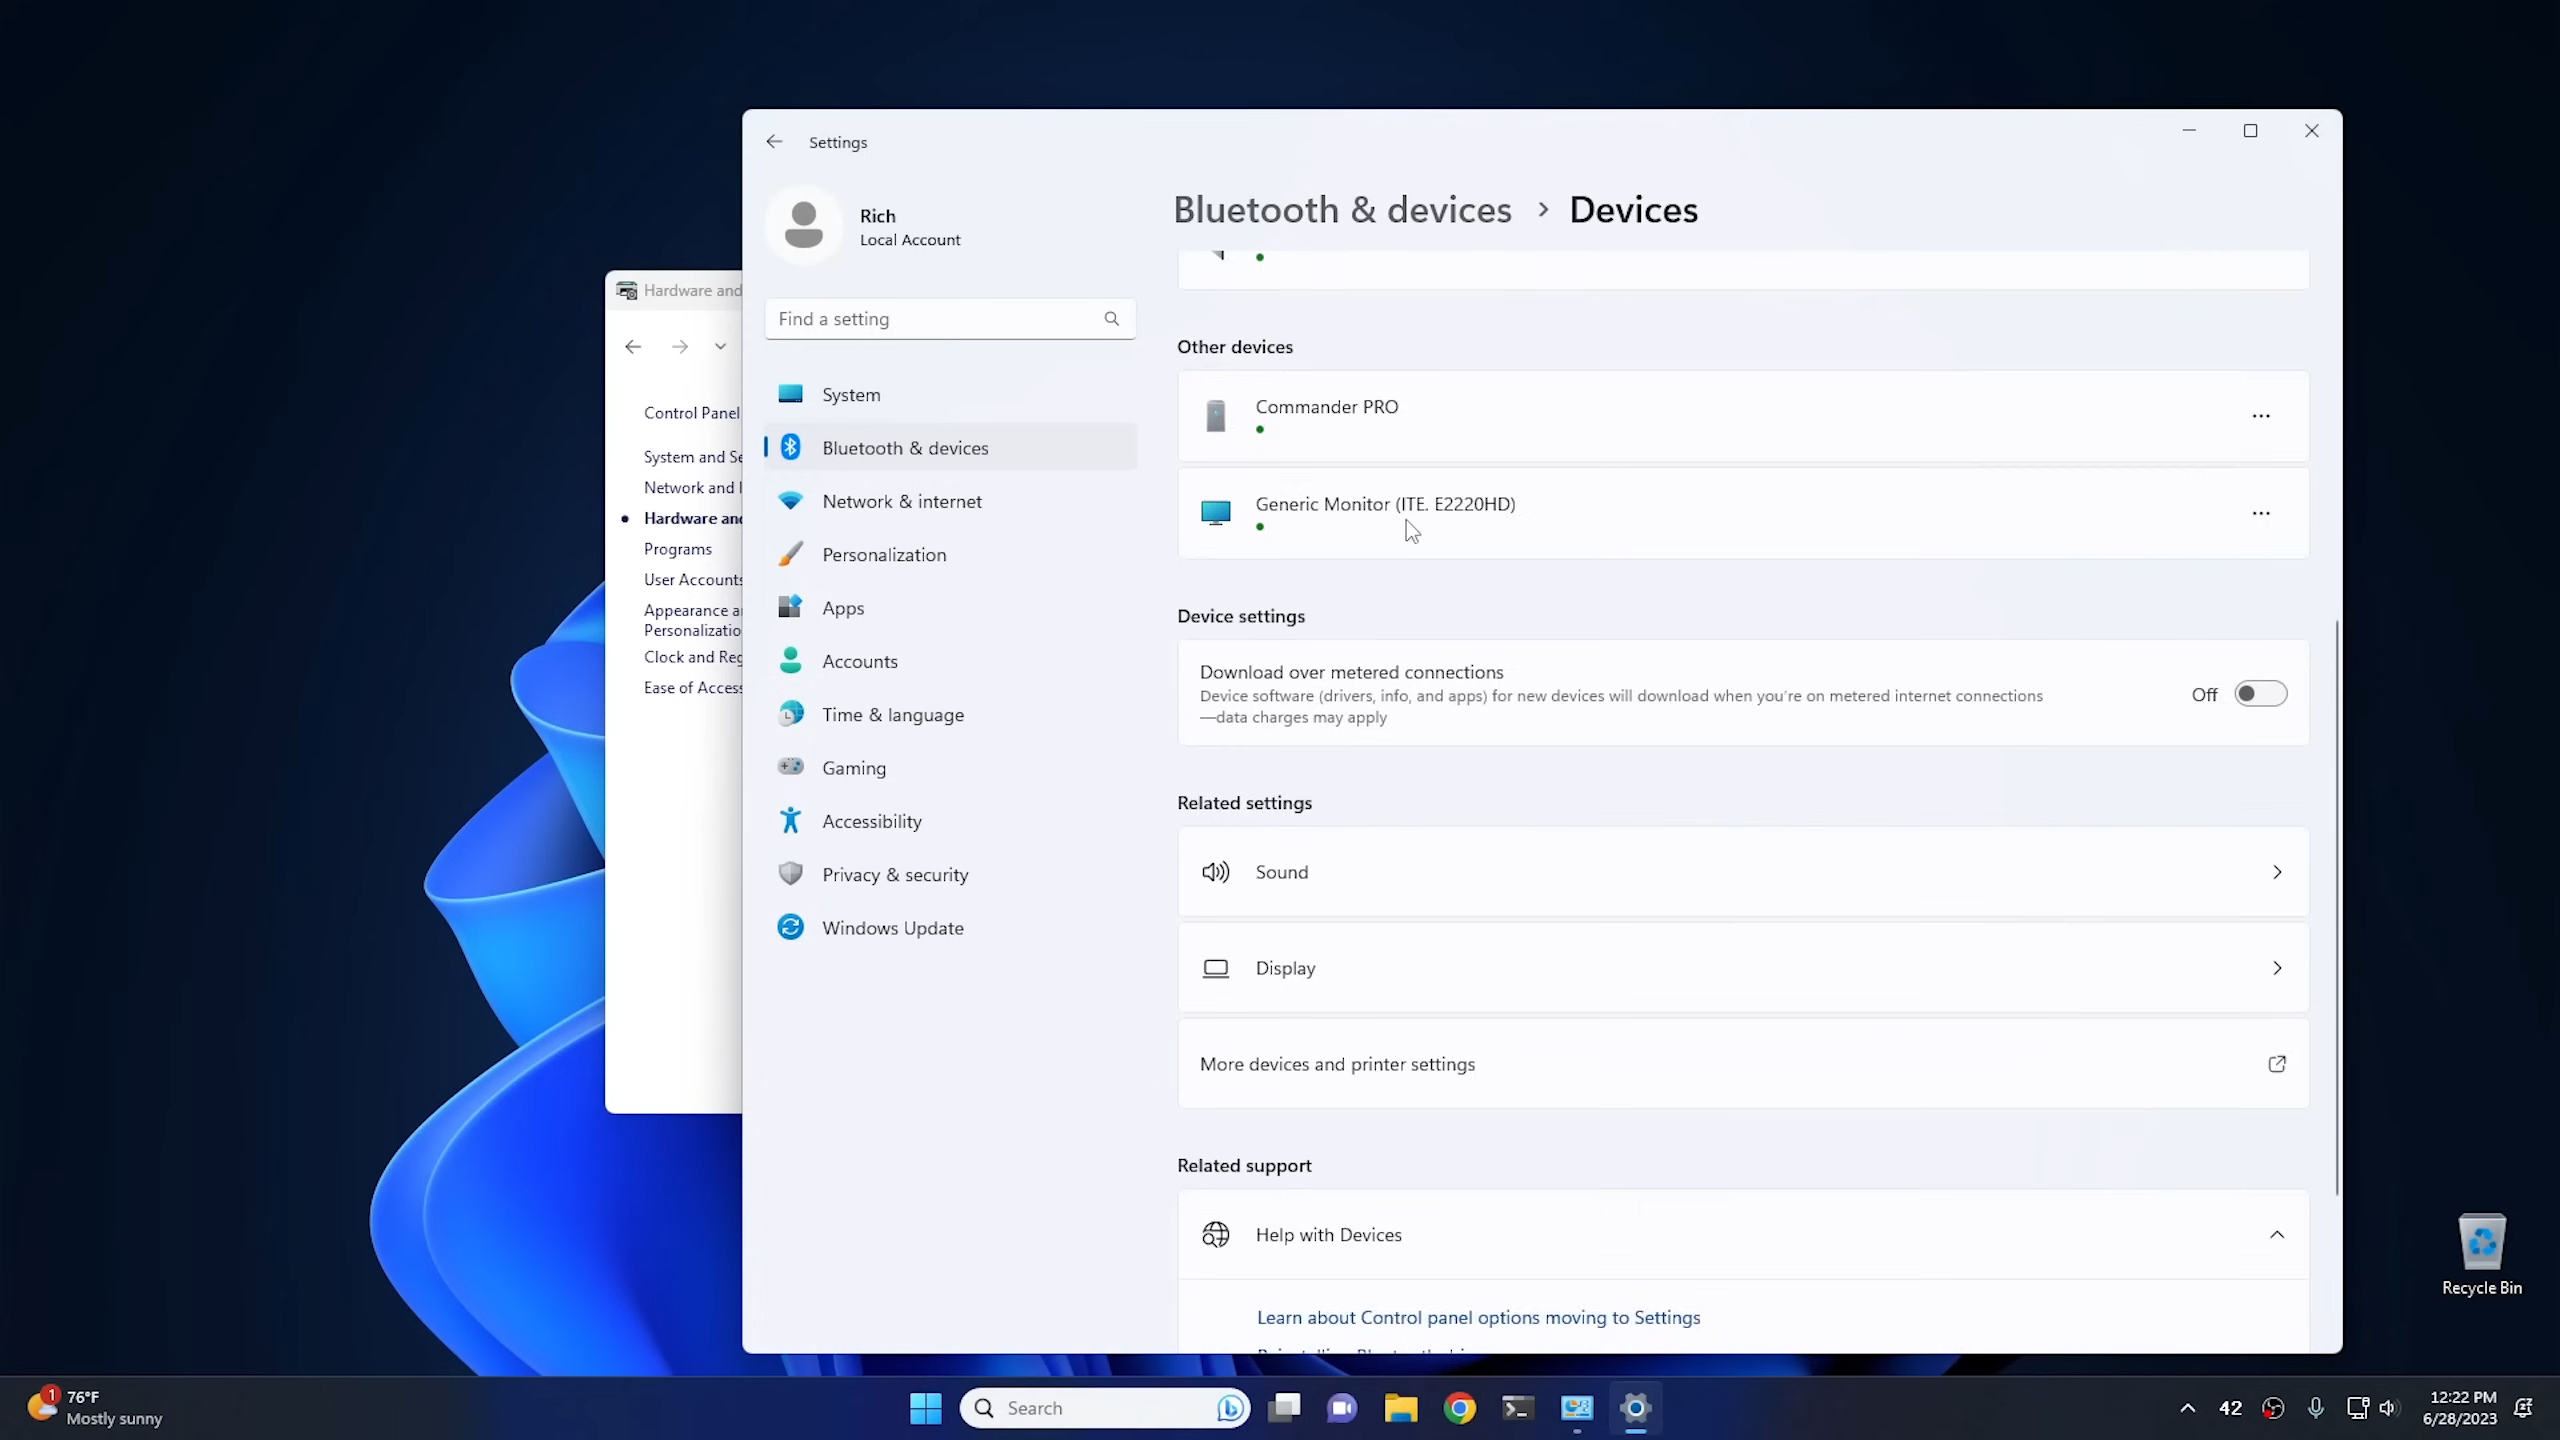 Settings
Rich
Local Account
Find a setting
System
Bluetooth & devices
Network & internet
Personalization
Apps
Accounts
Time & language
Gaming
Accessibility
Privacy & security
Windows Update
Bluetooth & devices > Devices
Other devices
Commander PRO
Generic Monitor (ITE. E2220HD)
Device settings
Download over metered connections
Device software (drivers, info, and apps) for new devices will download when you're on metered internet connections
—data charges may apply
Off
Related settings
Sound
Display
More devices and printer settings
Related support
Help with Devices
Learn about Control panel options moving to Settings
Hardware and
Control Panel
System and Se
Network and I
Hardware and
Programs
User Accounts
Appearance a
Personalizatio
Clock and Reg
Ease of Access
Recycle Bin
1
76°F
Mostly sunny
Search
42
12:22 PM
6/28/2023